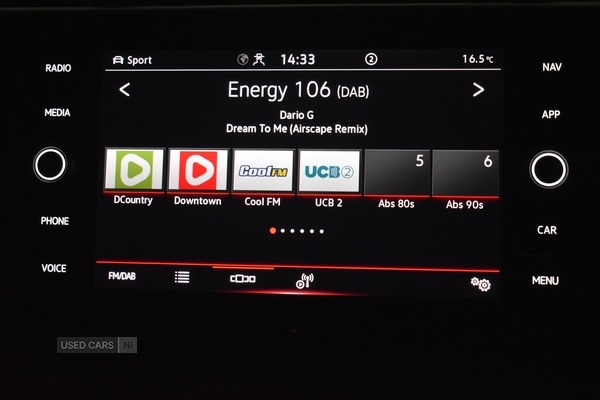 Sport 14:33 2 16.5°C
RADIO
MEDIA
PHONE
VOICE
NAV
APP
CAR
MENU
< Energy 106 (DAB) >
Dario G
Dream To Me (Airscape Remix)
Cool FM UCB 2 5 6
DCountry Downtown Cool FM UCB 2 Abs 80s Abs 90s
FM/DAB
USED CARS NI